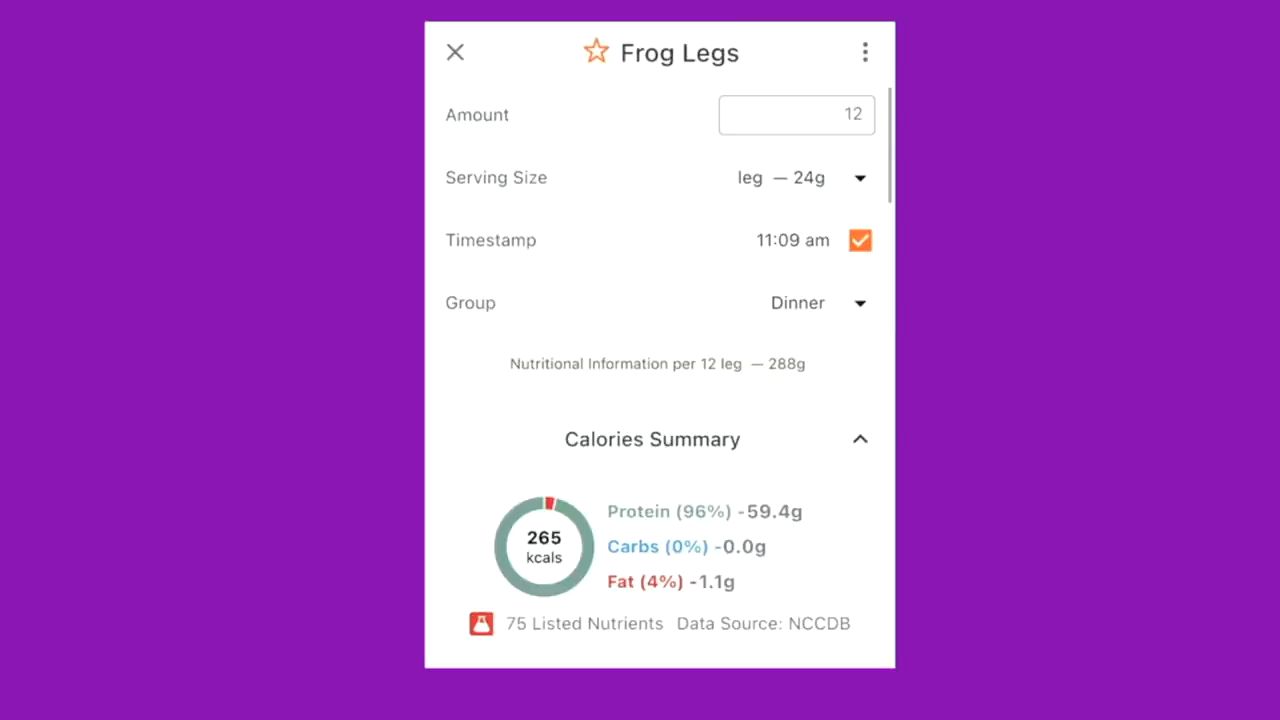 Frog Legs
Amount 12
Serving Size leg — 24g
Timestamp 11:09 am
Group Dinner
Nutritional Information per 12 leg — 288g
Calories Summary
265 kcals
Protein (96%) -59.4g
Carbs (0%) -0.0g
Fat (4%) -1.1g
75 Listed Nutrients Data Source: NCCDB